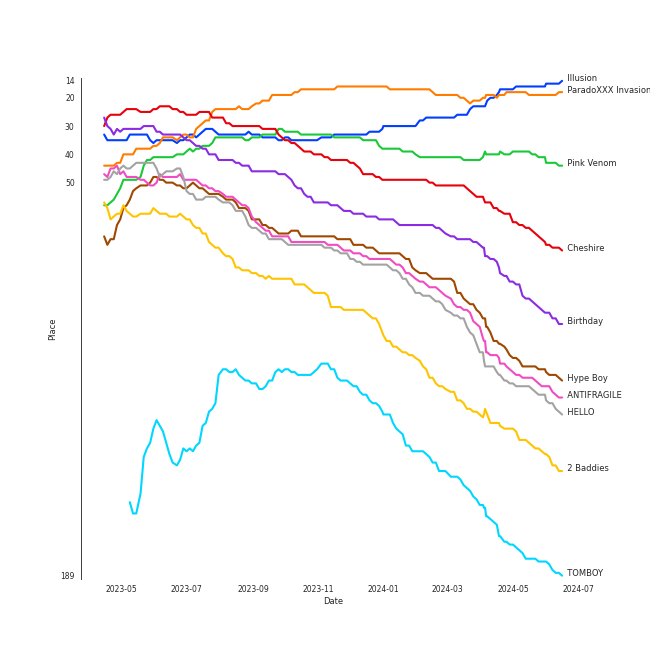 14
20
30
40
50
189
Place
Illusion
ParadoXXX Invasion
Pink Venom
Cheshire
Birthday
Hype Boy
ANTIFRAGILE
HELLO
2 Baddies
TOMBOY
2023-05 2023-07 2023-09 2023-11 2024-01 2024-03 2024-05 2024-07
Date